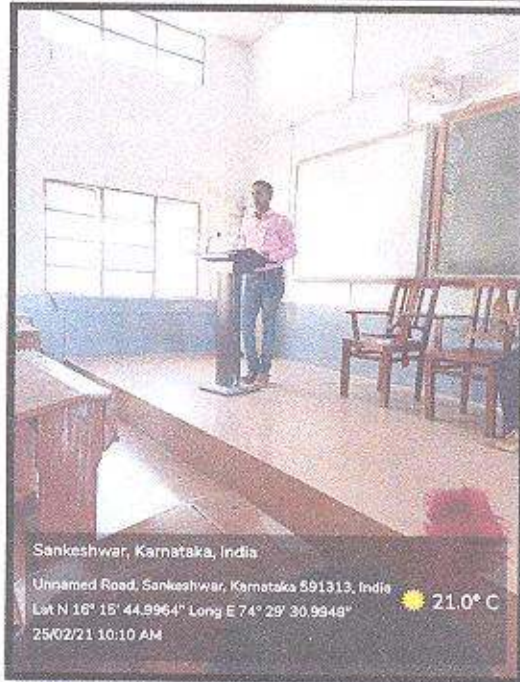 Sankeshwar, Karnataka, India
Unnamed Road, Sankeshwar, Karnataka 591313, India
Lat N 16° 15' 44.9964" Long E 74° 29' 30.9948"
21.0° C
25/02/21 10:10 AM